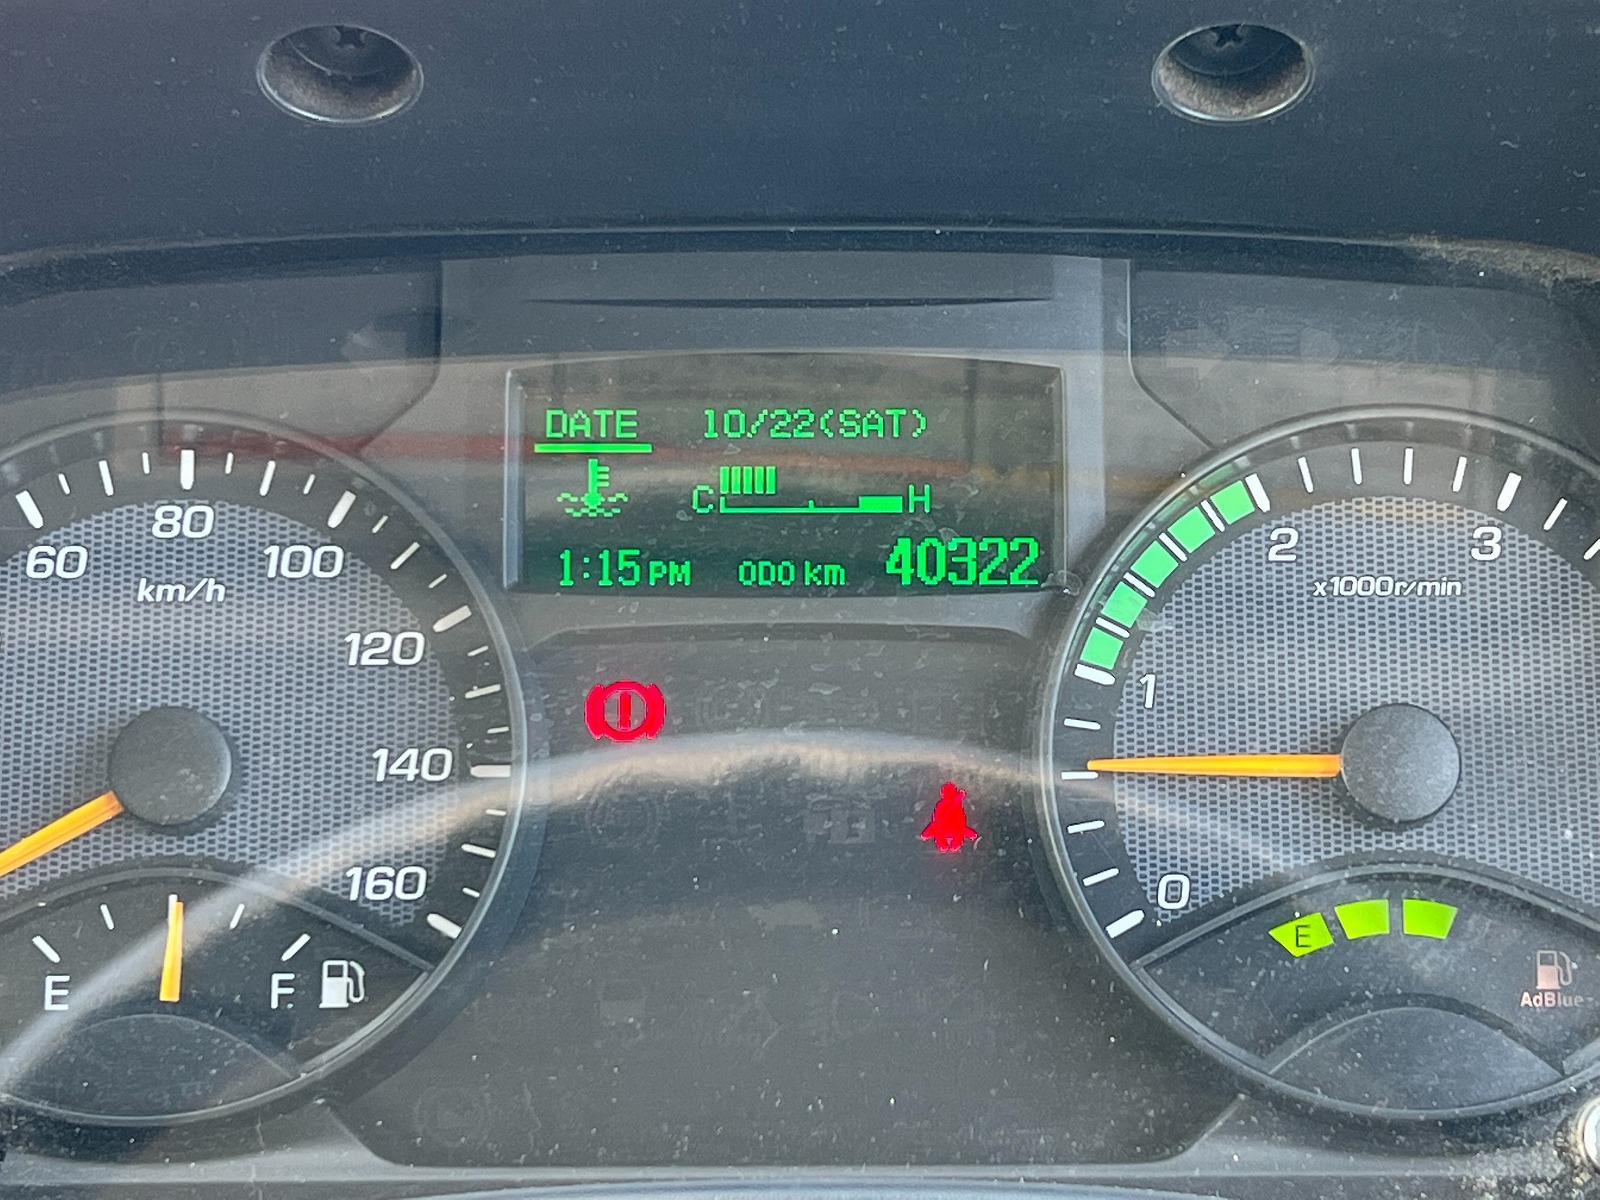 DATE 10/22(SAT)
C H
1:15PM ODO km 40322
60 80 100 120 140 160
km/h
E F
0 1 2 3
x1000r/min
E
AdBlue